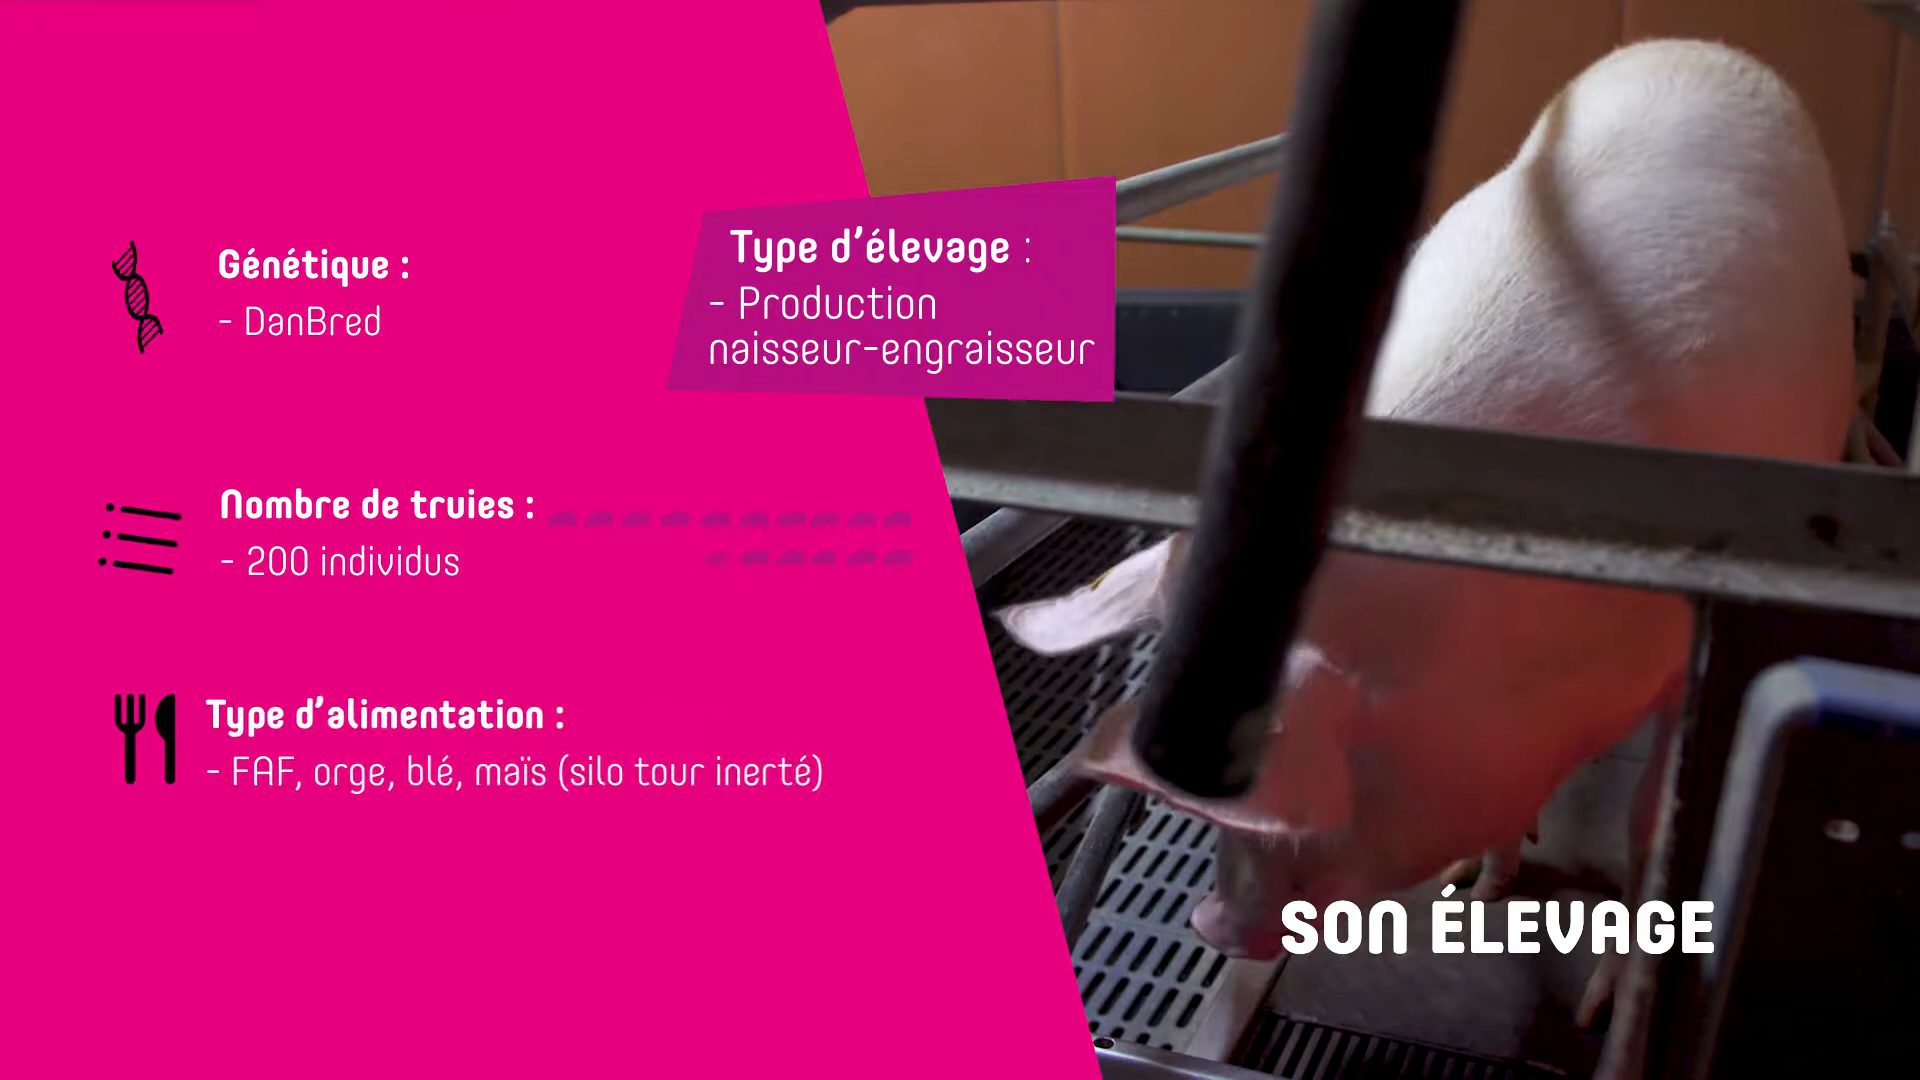 Génétique :
- DanBred
Type d'élevage :
- Production
naisseur-engraisseur
Nombre de truies :
- 200 individus
Type d'alimentation :
- FAF, orge, blé, maïs (silo tour inerté)
SON ÉLEVAGE